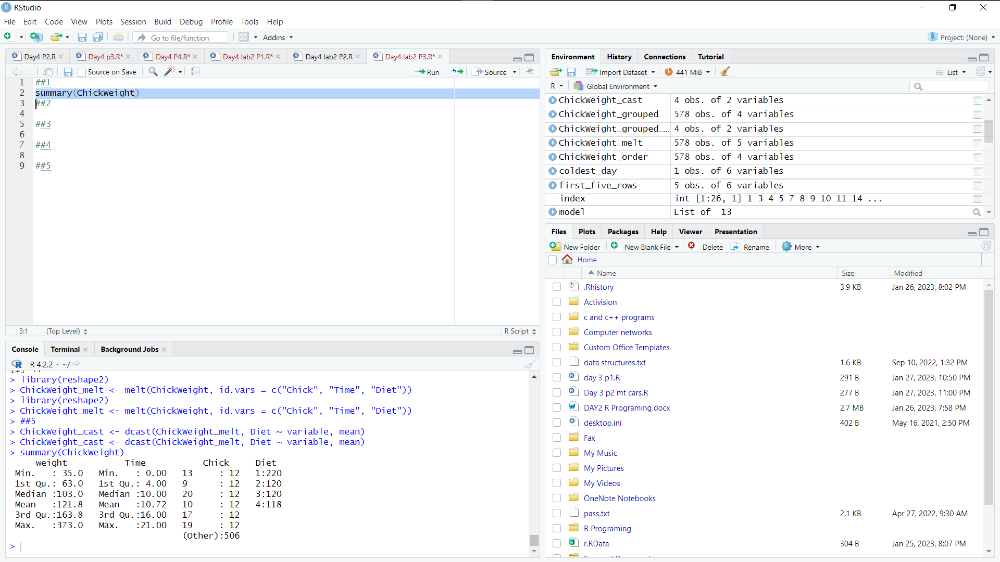 RStudio
File Edit Code View Plots Session Build Debug Profile Tools Help
Go to file/function Addins Project: (None)
Day4 P2.R Day4 p3.R* Day4 P4.R* Day4 lab2 P1.R* Day4 lab2 P2.R Day4 lab2 P3.R*
Source on Save Run Source
1 ##1
2 summary(ChickWeight)
3 ##2
4
5 ##3
6
7 ##4
8
9 ##5
3:1 (Top Level) R Script
Console Terminal Background Jobs
R 4.2.2 · ~/
> library(reshape2)
> ChickWeight_melt <- melt(ChickWeight, id.vars = c("Chick", "Time", "Diet"))
> library(reshape2)
> ChickWeight_melt <- melt(ChickWeight, id.vars = c("Chick", "Time", "Diet"))
> ##5
> ChickWeight_cast <- dcast(ChickWeight_melt, Diet ~ variable, mean)
> ChickWeight_cast <- dcast(ChickWeight_melt, Diet ~ variable, mean)
> summary(ChickWeight)
weight Time Chick Diet
Min. : 35.0 Min. : 0.00 13 : 12 1:220
1st Qu.: 63.0 1st Qu.: 4.00 9 : 12 2:120
Median :103.0 Median :10.00 20 : 12 3:120
Mean :121.8 Mean :10.72 10 : 12 4:118
3rd Qu.:163.8 3rd Qu.:16.00 17 : 12
Max. :373.0 Max. :21.00 19 : 12
(Other):506
>
Environment History Connections Tutorial
Import Dataset 441 MiB List
R Global Environment
ChickWeight_cast 4 obs. of 2 variables
ChickWeight_grouped 578 obs. of 4 variables
ChickWeight_grouped_… 4 obs. of 2 variables
ChickWeight_melt 578 obs. of 5 variables
ChickWeight_order 578 obs. of 4 variables
coldest_day 1 obs. of 6 variables
first_five_rows 5 obs. of 6 variables
index int [1:26, 1] 1 3 4 5 7 8 9 10 11 14 ...
model List of 13
Files Plots Packages Help Viewer Presentation
New Folder New Blank File Delete Rename More
Home ...
Name Size Modified
.Rhistory 3.9 KB Jan 26, 2023, 8:02 PM
Activision
c and c++ programs
Computer networks
Custom Office Templates
data structures.txt 1.6 KB Sep 10, 2022, 1:32 PM
day 3 p1.R 291 B Jan 27, 2023, 10:50 PM
Day 3 p2 mt cars.R 277 B Jan 27, 2023, 11:00 PM
DAY2 R Programing.docx 2.7 MB Jan 26, 2023, 7:58 PM
desktop.ini 402 B May 16, 2021, 2:50 PM
Fax
My Music
My Pictures
My Videos
OneNote Notebooks
pass.txt 2.1 KB Apr 27, 2022, 9:30 AM
R Programing
r.RData 304 B Jan 25, 2023, 8:07 PM